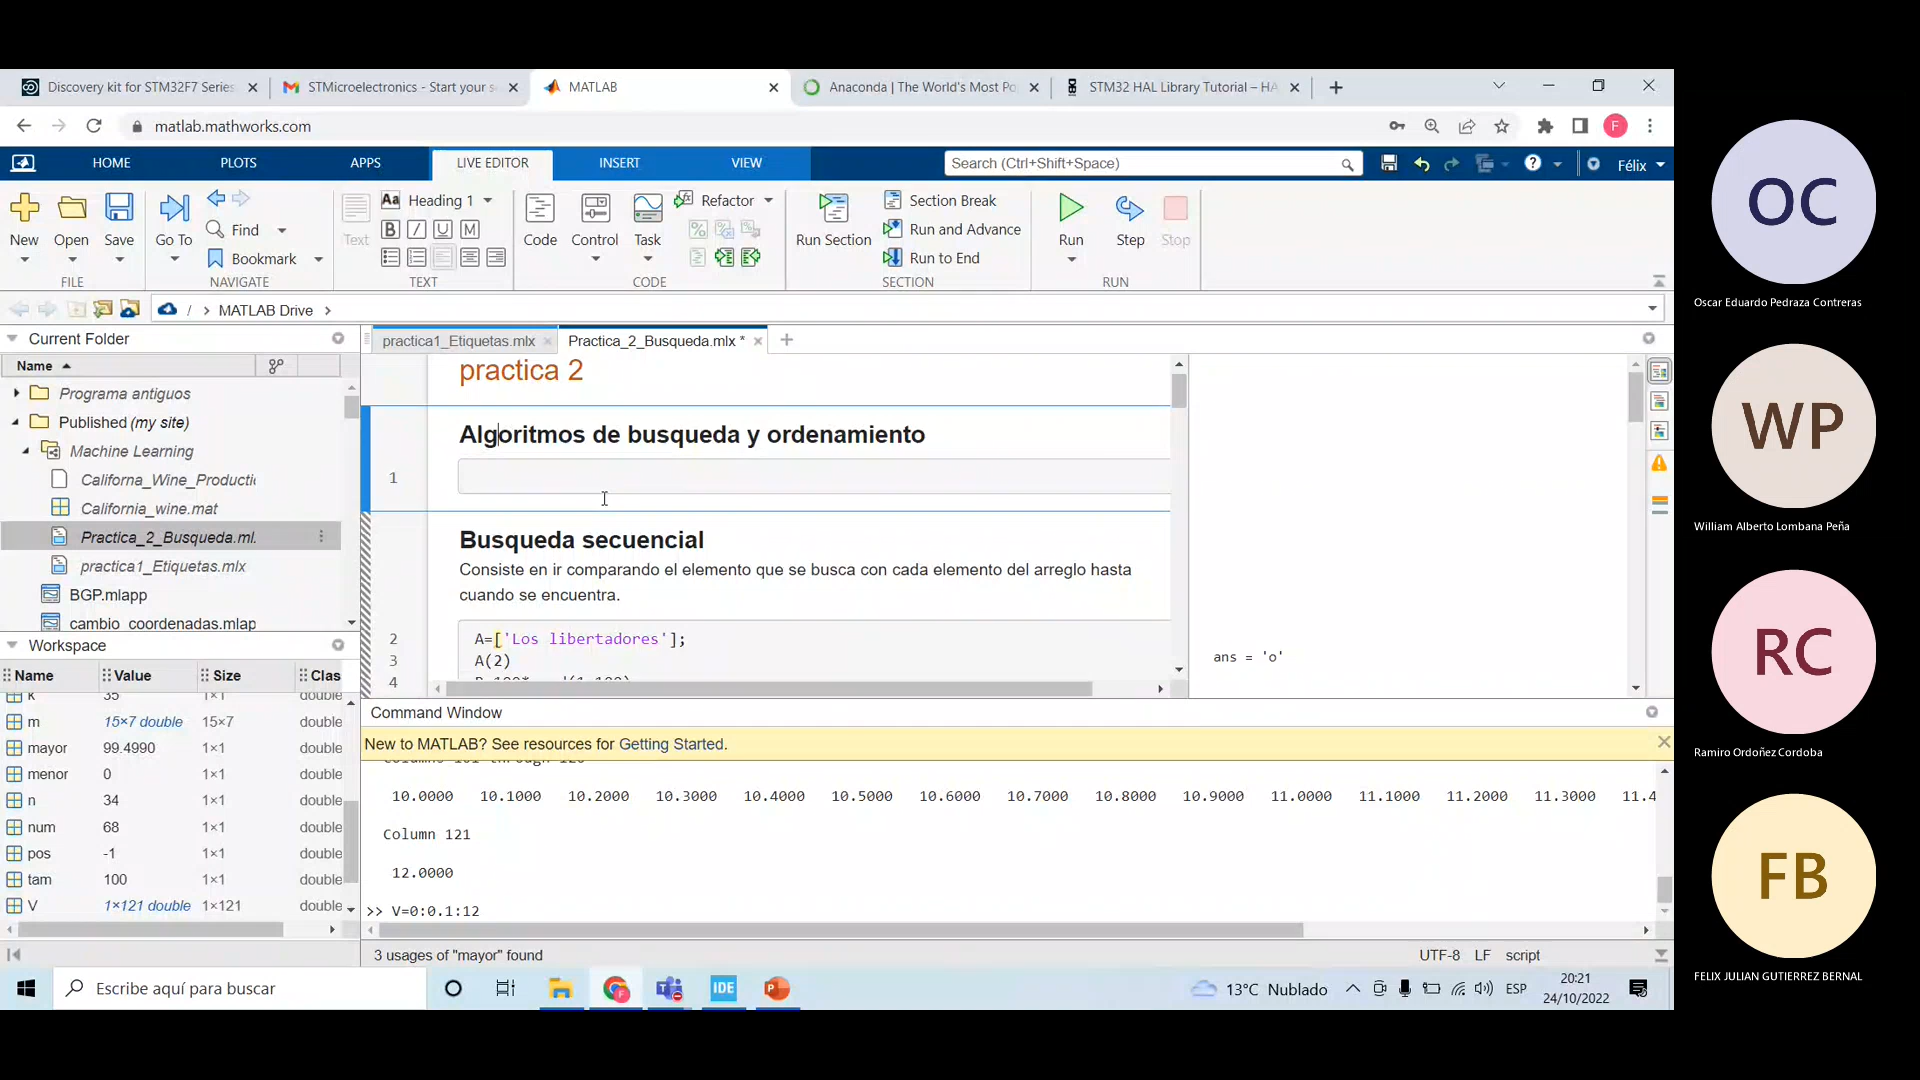 Discovery kit for STM32F7 Series
STMicroelectronics - Start your s
MATLAB
Anaconda | The World's Most Po
STM32 HAL Library Tutorial – HA
matlab.mathworks.com
F
HOME PLOTS APPS LIVE EDITOR INSERT VIEW
Search (Ctrl+Shift+Space)
Félix
New
Open
Save
FILE
Go To
Find
Bookmark
NAVIGATE
Text
Aa Heading 1
B I U M
TEXT
Code
Control
Task
Refactor
CODE
Run Section
Section Break
Run and Advance
Run to End
SECTION
Run
Step
Stop
RUN
/ > MATLAB Drive >
Current Folder
Name
Programa antiguos
Published (my site)
Machine Learning
Californa_Wine_Producti
California_wine.mat
Practica_2_Busqueda.ml.
practica1_Etiquetas.mlx
BGP.mlapp
cambio_coordenadas.mlap
practica1_Etiquetas.mlx
Practica_2_Busqueda.mlx *
practica 2
Algoritmos de busqueda y ordenamiento
1
Busqueda secuencial
Consiste en ir comparando el elemento que se busca con cada elemento del arreglo hasta
cuando se encuentra.
2 A=['Los libertadores'];
3 A(2)
4
ans = 'o'
Workspace
Name Value Size Clas
k 35 1×1 double
m 15×7 double 15×7 double
mayor 99.4990 1×1 double
menor 0 1×1 double
n 34 1×1 double
num 68 1×1 double
pos -1 1×1 double
tam 100 1×1 double
V 1×121 double 1×121 double
Command Window
New to MATLAB? See resources for Getting Started.
Columns 101 through 120
10.0000 10.1000 10.2000 10.3000 10.4000 10.5000 10.6000 10.7000 10.8000 10.9000 11.0000 11.1000 11.2000 11.3000 11.4
Column 121
12.0000
>> V=0:0.1:12
3 usages of "mayor" found
UTF-8 LF script
Escribe aquí para buscar
IDE
13°C Nublado
ESP
20:21
24/10/2022
OC
Oscar Eduardo Pedraza Contreras
WP
William Alberto Lombana Peña
RC
Ramiro Ordoñez Cordoba
FB
FELIX JULIAN GUTIERREZ BERNAL